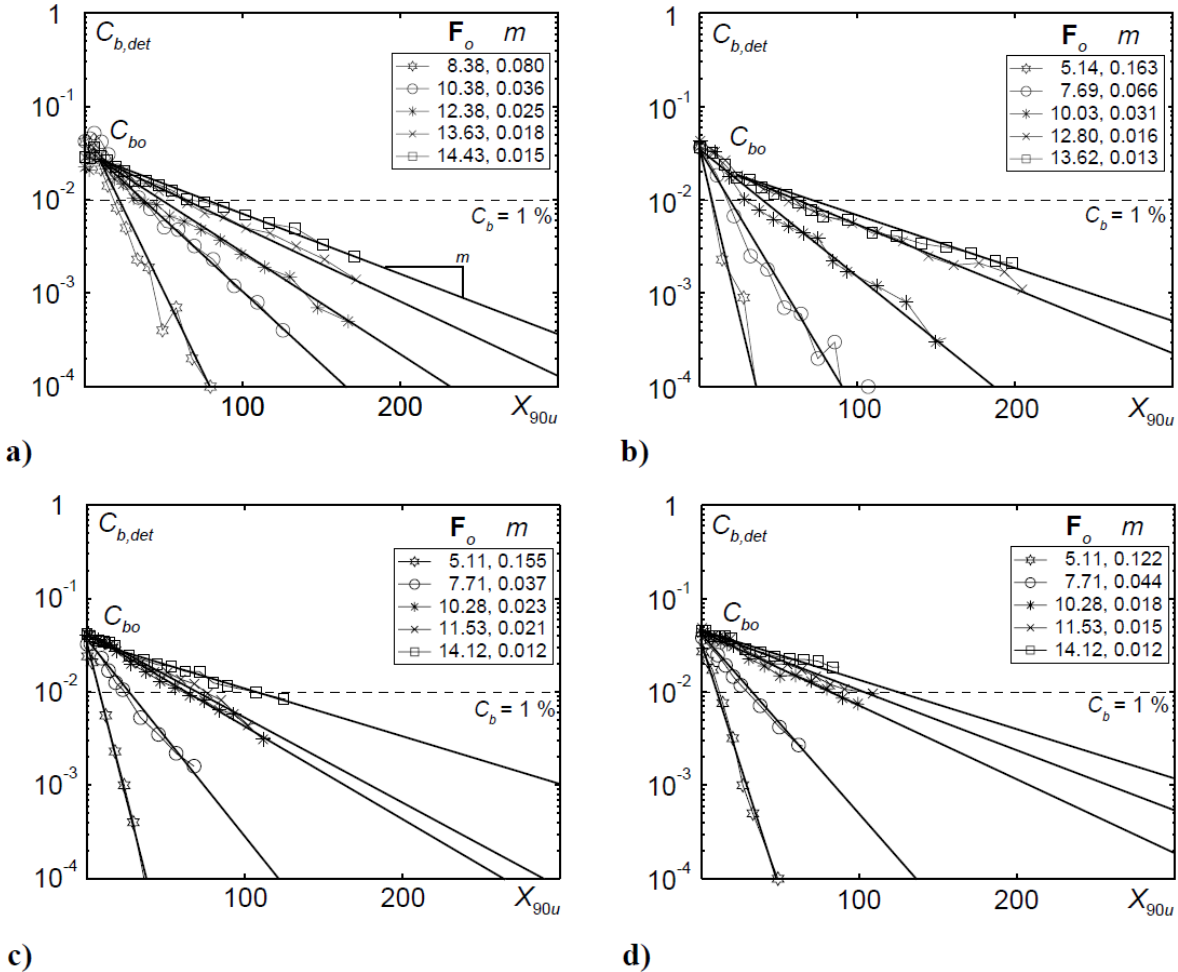 1
C_b,det
F_o m
8.38, 0.080
10.38, 0.036
12.38, 0.025
13.63, 0.018
14.43, 0.015
10^-1
C_bo
10^-2
C_b = 1 %
m
10^-3
10^-4
100 200 X_90u
a)
1
C_b,det
F_o m
5.14, 0.163
7.69, 0.066
10.03, 0.031
12.80, 0.016
13.62, 0.013
10^-1
C_bo
10^-2
C_b = 1 %
10^-3
10^-4
100 200 X_90u
b)
1
C_b,det
F_o m
5.11, 0.155
7.71, 0.037
10.28, 0.023
11.53, 0.021
14.12, 0.012
10^-1
C_bo
10^-2
C_b = 1 %
10^-3
10^-4
100 200 X_90u
c)
1
C_b,det
F_o m
5.11, 0.122
7.71, 0.044
10.28, 0.018
11.53, 0.015
14.12, 0.012
10^-1
C_bo
10^-2
C_b = 1 %
10^-3
10^-4
100 200 X_90u
d)